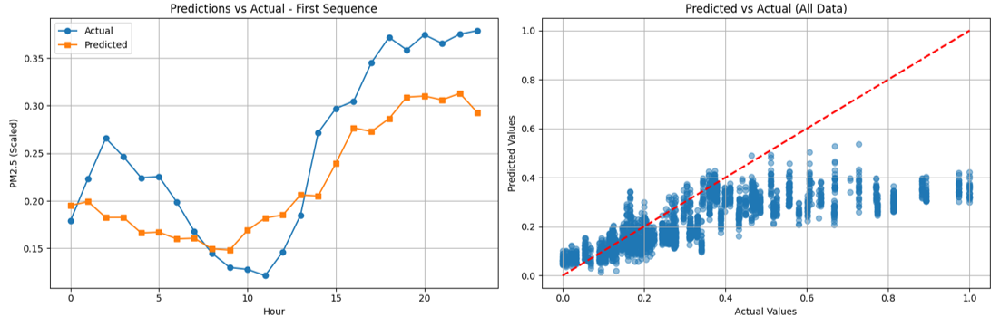 Predictions vs Actual - First Sequence
Actual
Predicted
0.35
0.30
0.25
0.20
0.15
PM2.5 (Scaled)
0 5 10 15 20
Hour
Predicted vs Actual (All Data)
1.0
0.8
0.6
0.4
0.2
0.0
Predicted Values
0.0 0.2 0.4 0.6 0.8 1.0
Actual Values